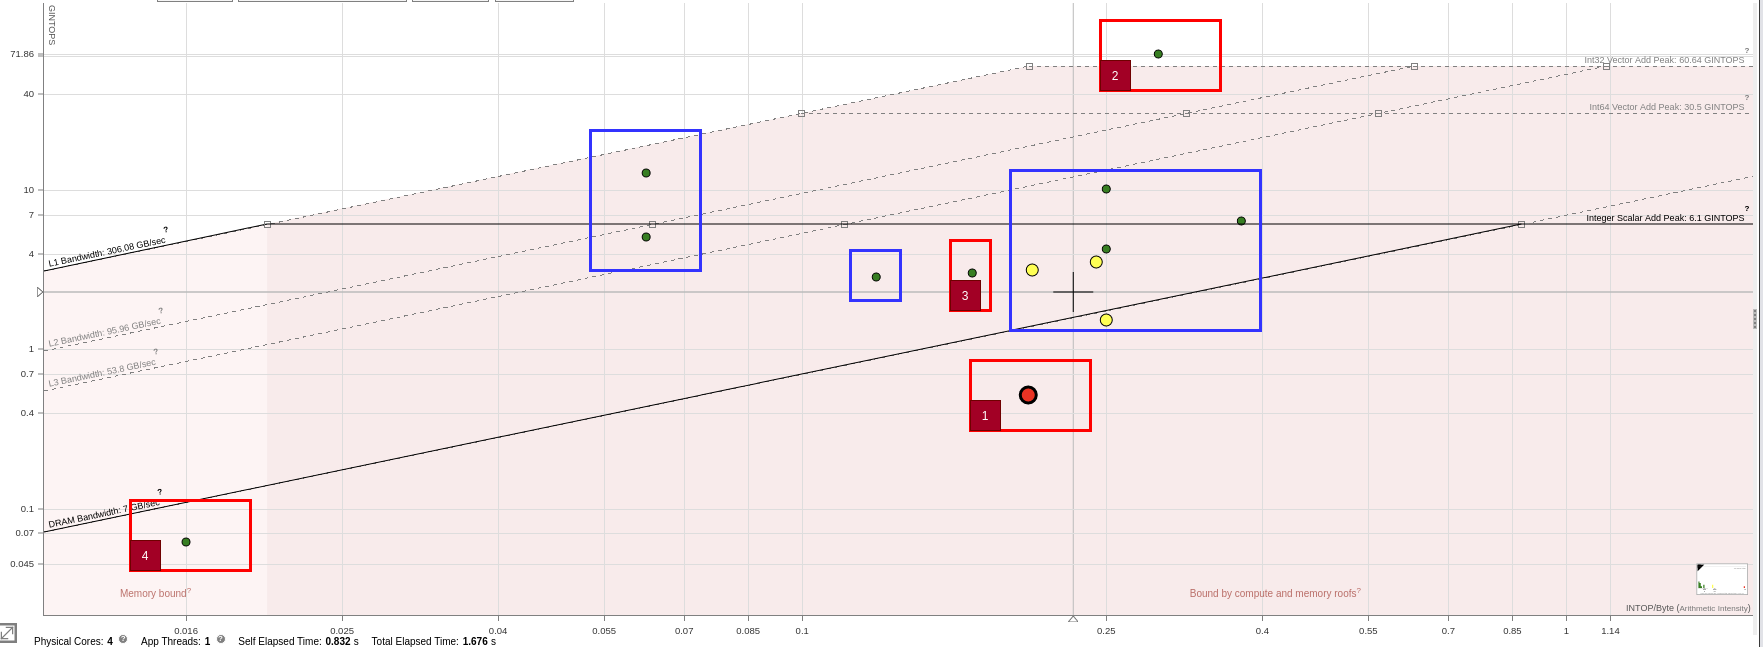 GINTOPS
71.86
?
Int32 Vector Add Peak: 60.64 GINTOPS
2
40
?
Int64 Vector Add Peak: 30.5 GINTOPS
10
7
?
Integer Scalar Add Peak: 6.1 GINTOPS
?
L1 Bandwidth: 306.08 GB/sec
4
3
?
L2 Bandwidth: 95.96 GB/sec
1
?
L3 Bandwidth: 53.8 GB/sec
0.7
0.4
1
?
DRAM Bandwidth: 7 GB/sec
0.1
0.07
4
0.045
Memory bound?
Bound by compute and memory roofs?
INTOP/Byte (Arithmetic Intensity)
0.016 0.025 0.04 0.055 0.07 0.085 0.1 0.25 0.4 0.55 0.7 0.85 1 1.14
Physical Cores: 4 ? App Threads: 1 ? Self Elapsed Time: 0.832 s Total Elapsed Time: 1.676 s